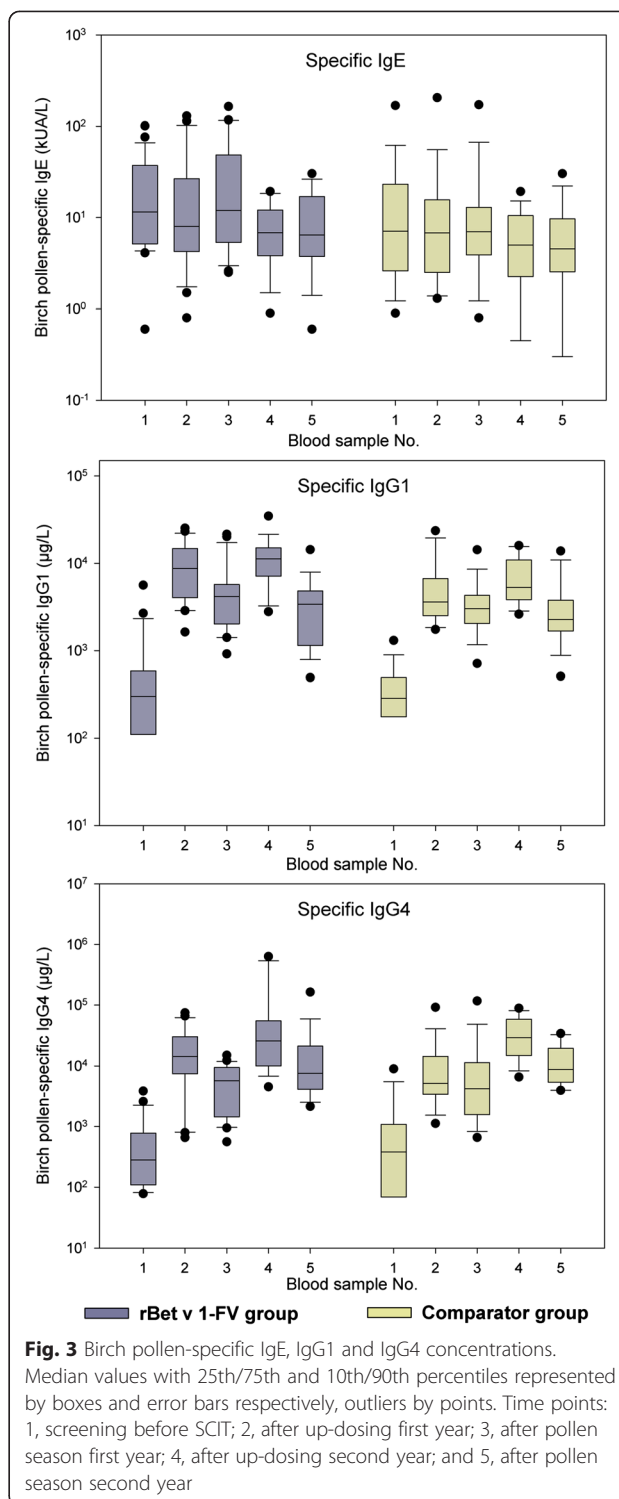 Specific IgE
Birch pollen-specific IgE (kUA/L)
10³
10²
10¹
10⁰
10⁻¹
1 2 3 4 5 1 2 3 4 5
Blood sample No.
Specific IgG1
Birch pollen-specific IgG1 (µg/L)
10⁵
10⁴
10³
10²
10¹
1 2 3 4 5 1 2 3 4 5
Blood sample No.
Specific IgG4
Birch pollen-specific IgG4 (µg/L)
10⁷
10⁶
10⁵
10⁴
10³
10²
10¹
1 2 3 4 5 1 2 3 4 5
Blood sample No.
rBet v 1-FV group Comparator group
Fig. 3 Birch pollen-specific IgE, IgG1 and IgG4 concentrations.
Median values with 25th/75th and 10th/90th percentiles represented
by boxes and error bars respectively, outliers by points. Time points:
1, screening before SCIT; 2, after up-dosing first year; 3, after pollen
season first year; 4, after up-dosing second year; and 5, after pollen
season second year